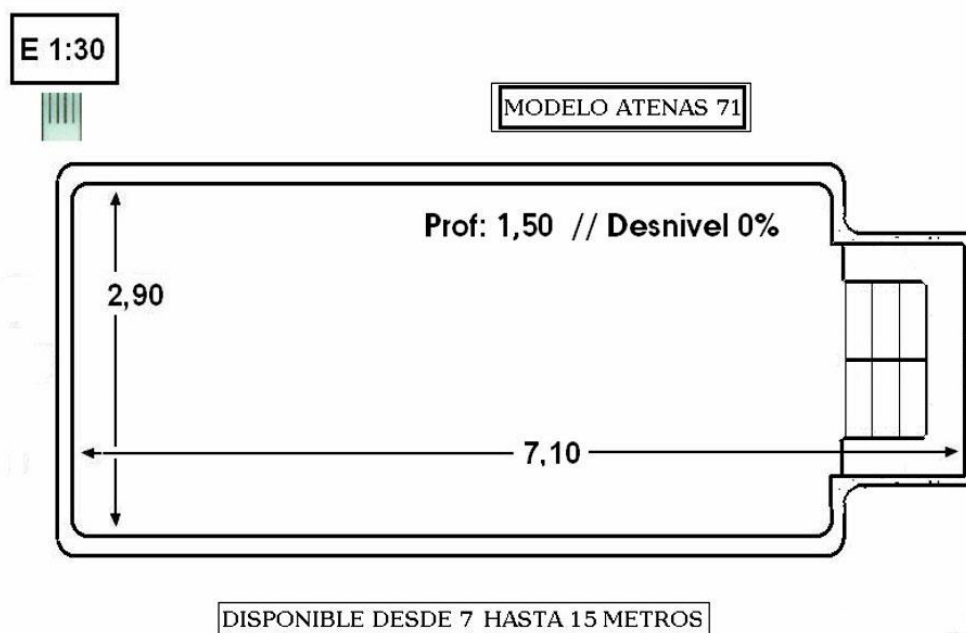 E 1:30
MODELO ATENAS 71
Prof: 1,50 // Desnivel 0%
2,90
7,10
DISPONIBLE DESDE 7 HASTA 15 METROS